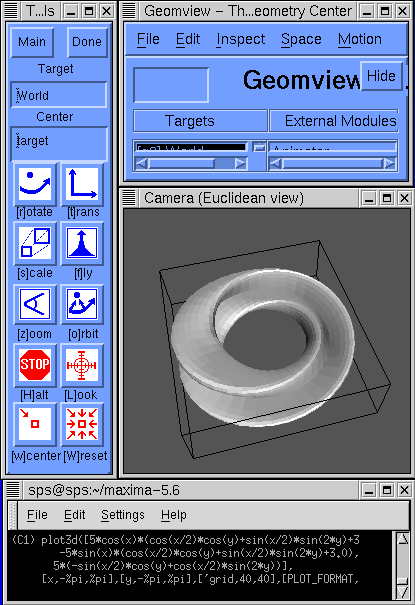 T...ls
Main
Done
Target
World
Center
target
[r]otate
[t]rans
[s]cale
[f]ly
[z]oom
[o]rbit
STOP
[H]alt
[L]ook
[w]center
[W]reset
Geomview - Th...eometry Center
File Edit Inspect Space Motion
Geomview
Hide
Targets
External Modules
[g0] World
Animator
Camera (Euclidean view)
sps@sps:~/maxima-5.6
File Edit Settings Help
(C1) plot3d([5*cos(x)*(cos(x/2)*cos(y)+sin(x/2)*sin(2*y)+3
-5*sin(x)*(cos(x/2)*cos(y)+sin(x/2)*sin(2*y)+3.0),
5*(-sin(x/2)*cos(y)+cos(x/2)*sin(2*y))],
[x,-%pi,%pi],[y,-%pi,%pi],['grid,40,40],[PLOT_FORMAT,